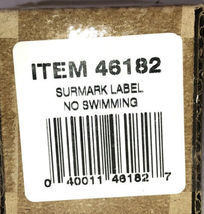 ITEM 46182
SURMARK LABEL
NO SWIMMING
0 40011 46182 7